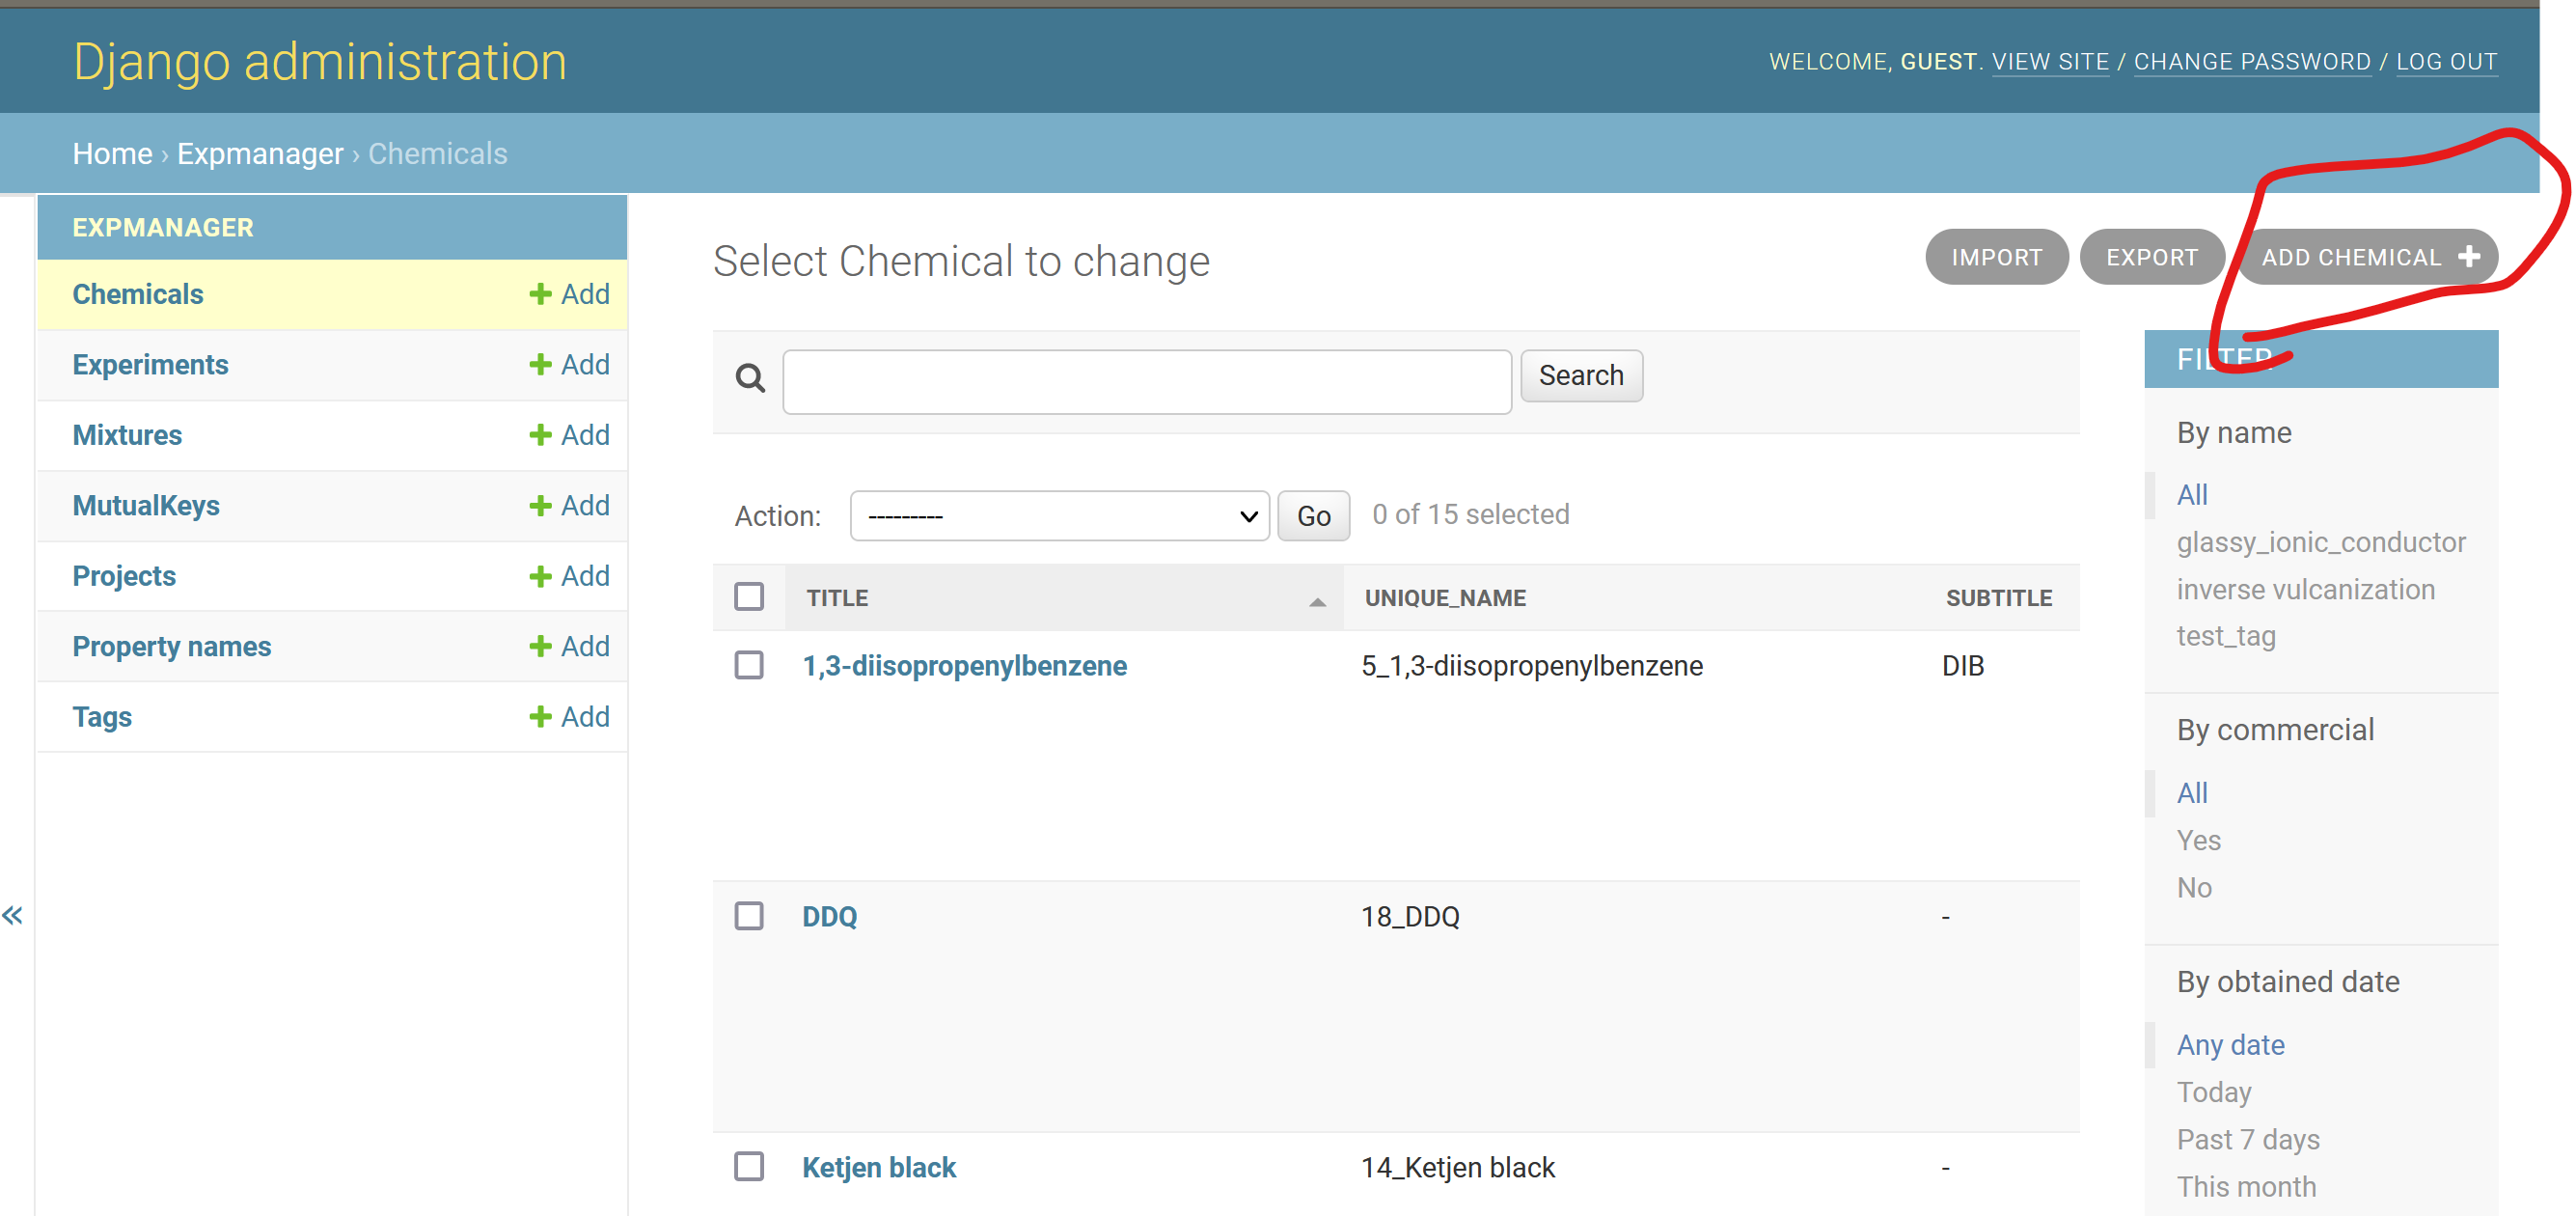 Django administration
WELCOME, GUEST. VIEW SITE / CHANGE PASSWORD / LOG OUT
Home › Expmanager › Chemicals
EXPMANAGER
Chemicals + Add
Experiments + Add
Mixtures + Add
MutualKeys + Add
Projects + Add
Property names + Add
Tags + Add
«
Select Chemical to change
IMPORT EXPORT ADD CHEMICAL +
Search
Action: --------- Go 0 of 15 selected
TITLE UNIQUE_NAME SUBTITLE
1,3-diisopropenylbenzene 5_1,3-diisopropenylbenzene DIB
DDQ 18_DDQ -
Ketjen black 14_Ketjen black -
FILTER
By name
All
glassy_ionic_conductor
inverse vulcanization
test_tag
By commercial
All
Yes
No
By obtained date
Any date
Today
Past 7 days
This month